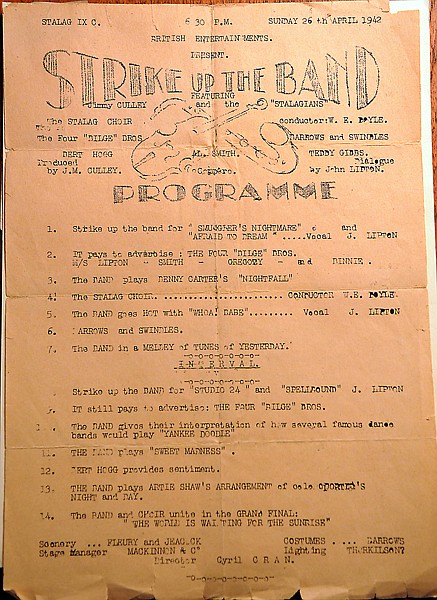 STALAG IX C. 6 30 P.M. SUNDAY 26 th APRIL 1942
BRITISH ENTERTAINMENTS.
PRESENT.
STRIKE UP THE BAND
FEATURING
Jimmy CULLEY and the "STALAGIANS"
The STALAG CHOIR conductor: W. E. DOYLE.
The Four "BILGE" BROS. BARROWS and SWINDLES
BERT HOGG AL. SMITH. TEDDY GIBBS.
Produced Compère. Dialogue
by J.M. CULLEY. by John LIPTON.
PROGRAMME
1. Strike up the band for " SMUGGLER'S NIGHTMARE" and
"AFRAID TO DREAM" .....Vocal J. LIPTON
2. IT pays to advertise : THE FOUR "BILGE" BROS.
M/S LIPTON - SMITH - GREGORY - and BINNIE .
3. The BAND plays BENNY CARTER's "NIGHTFALL"
4. The STALAG CHOIR........................ CONDUCTOR W.E. DOYLE.
5. The BAND goes HOT with "WHOA! BABE"......... Vocal J. LIPTON
6. BARROWS and SWINDLES.
7. The BAND in a MEDLEY of TUNES of YESTERDAY.
-o-o-o-o-o-o-o-
I N T E R V A L.
-o-o-o-o-o-o-o-
Strike up the BAND for "STUDIO 24" and "SPELLBOUND" J. LIPTON
9. IT still pays to advertise: THE FOUR "BILGE" BROS.
10. The BAND gives their interpretation of how several famous dance
bands would play "YANKEE DOODLE"
11. THE BAND plays "SWEET MADNESS" .
12. BERT HOGG provides sentiment.
13. THE BAND plays ARTIE SHAW'S ARRANGEMENT of COLE PORTER'S
NIGHT and DAY.
14. The BAND and CHOIR unite in the GRAND FINAL:
" THE WORLD IS WAITING FOR THE SUNRISE"
Scenery ... FLEURY and JEACOCK COSTUMES .... BARROWS
Stage Manager MACKINNON & Co Lighting THORKILSON?
Director Cyril C R A N.
-o-o-o-o-o-o-o-